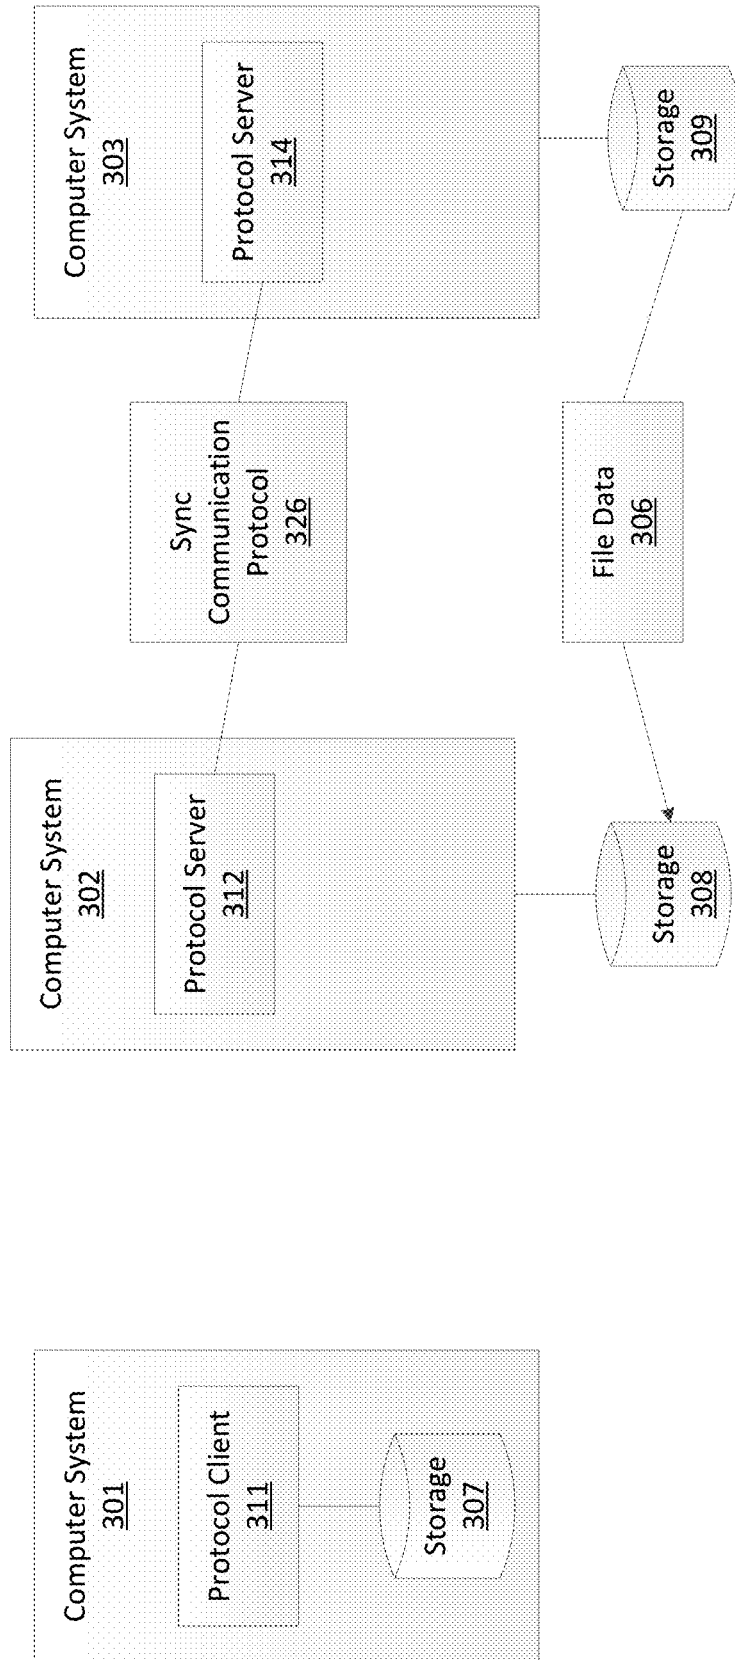 Computer System
301
Protocol Client
311
Storage
307
Computer System
302
Protocol Server
312
Storage
308
Sync
Communication
Protocol
326
File Data
306
Computer System
303
Protocol Server
314
Storage
309